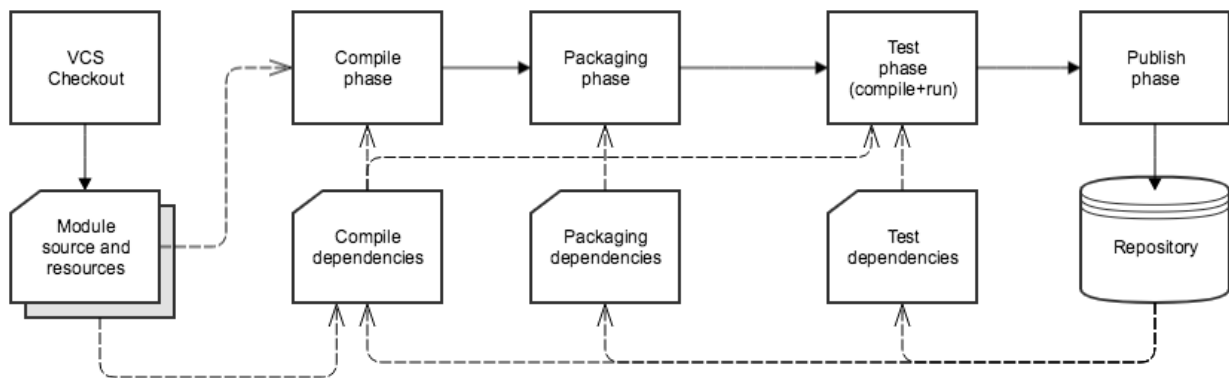 VCS
Checkout
Compile
phase
Packaging
phase
Test
phase
(compile+run)
Publish
phase
Module
source and
resources
Compile
dependencies
Packaging
dependencies
Test
dependencies
Repository